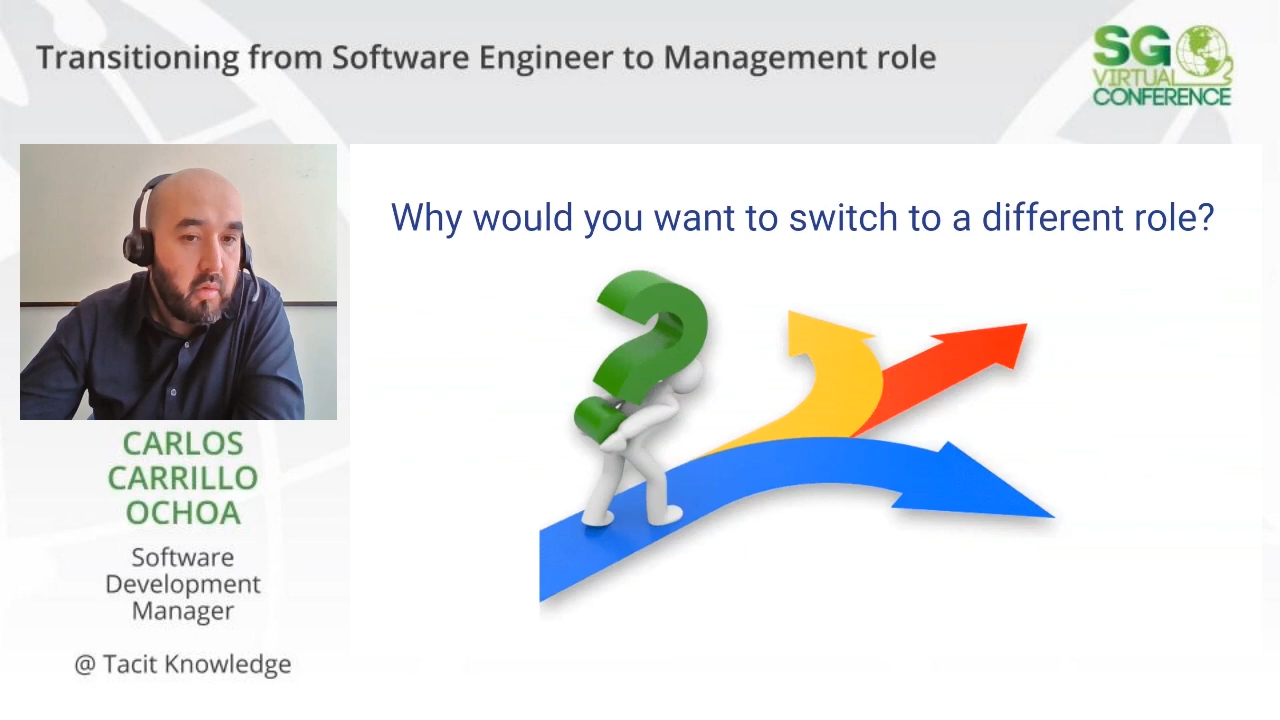 Transitioning from Software Engineer to Management role
SG
VIRTUAL
CONFERENCE
Why would you want to switch to a different role?
CARLOS
CARRILLO
OCHOA
Software
Development
Manager
@ Tacit Knowledge